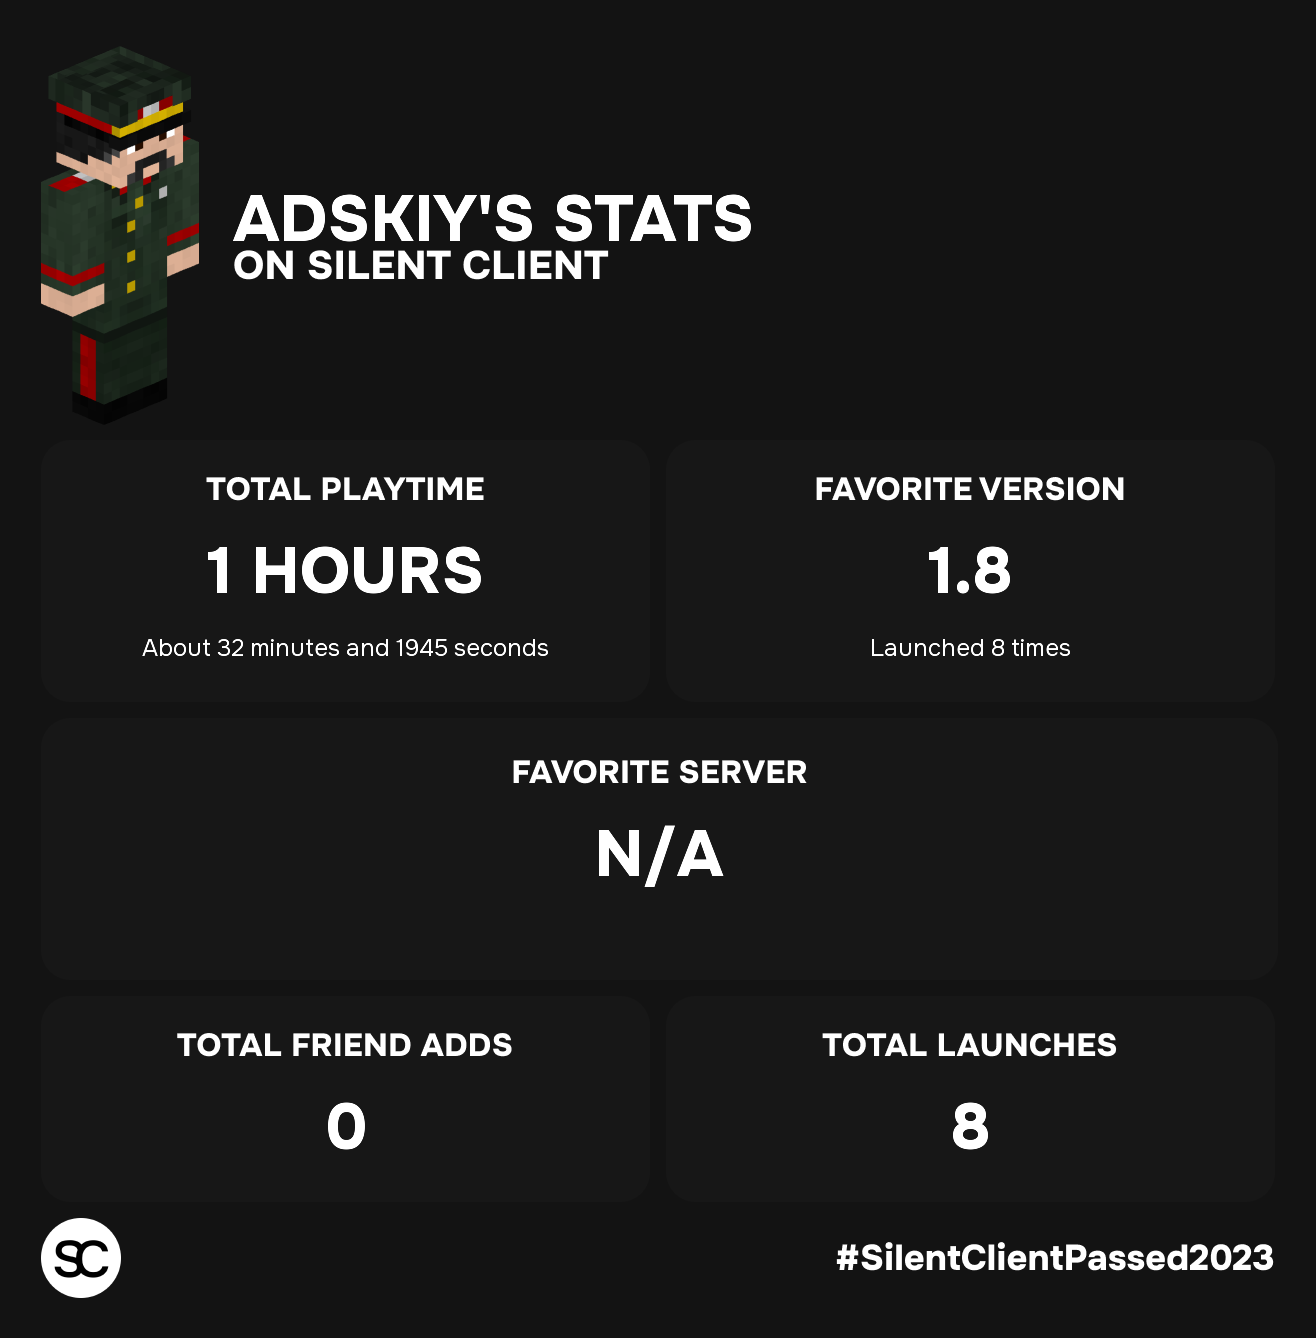 ADSKIY'S STATS
ON SILENT CLIENT
TOTAL PLAYTIME
1 HOURS
About 32 minutes and 1945 seconds
FAVORITE VERSION
1.8
Launched 8 times
FAVORITE SERVER
N/A
TOTAL FRIEND ADDS
0
TOTAL LAUNCHES
8
SC
#SilentClientPassed2023